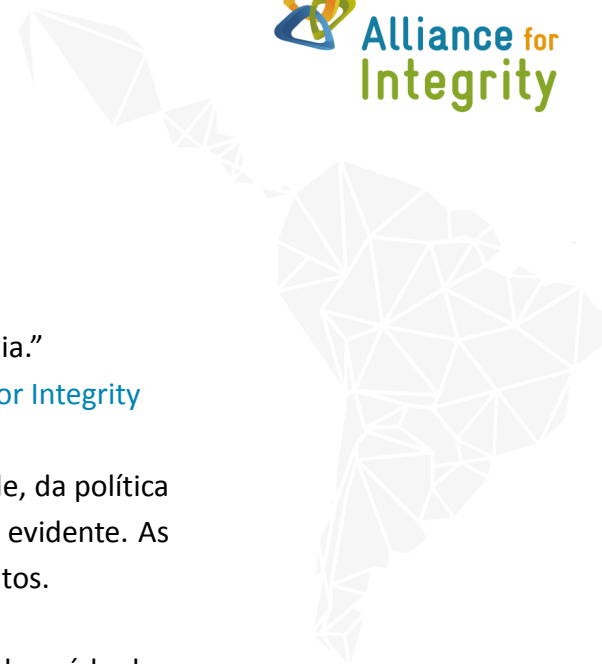 Alliance for
Integrity
ia.”
or Integrity
e, da política
evidente. As
tos.